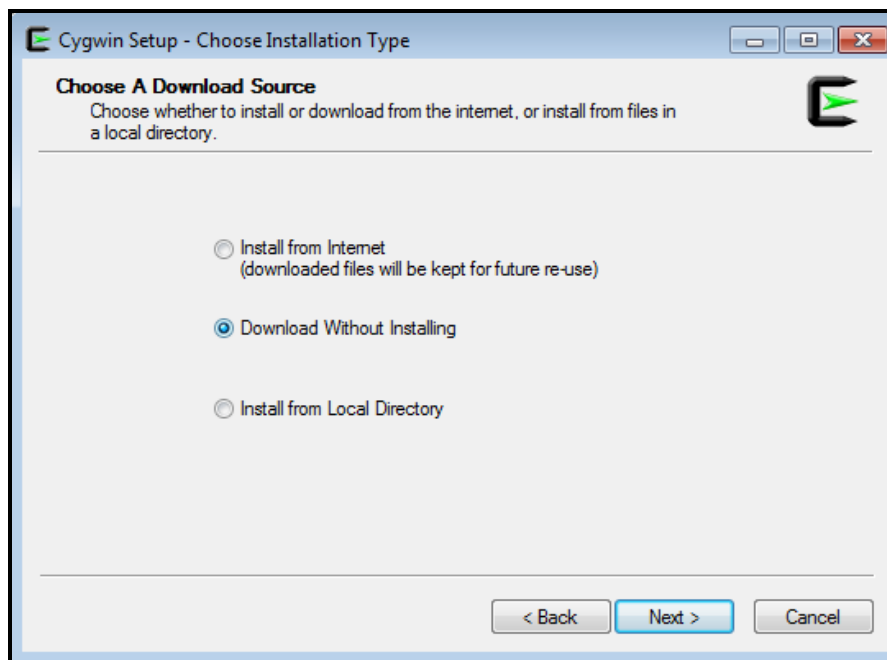 Cygwin Setup - Choose Installation Type
Choose A Download Source
Choose whether to install or download from the internet, or install from files in
a local directory.
Install from Internet
(downloaded files will be kept for future re-use)
Download Without Installing
Install from Local Directory
< Back Next > Cancel